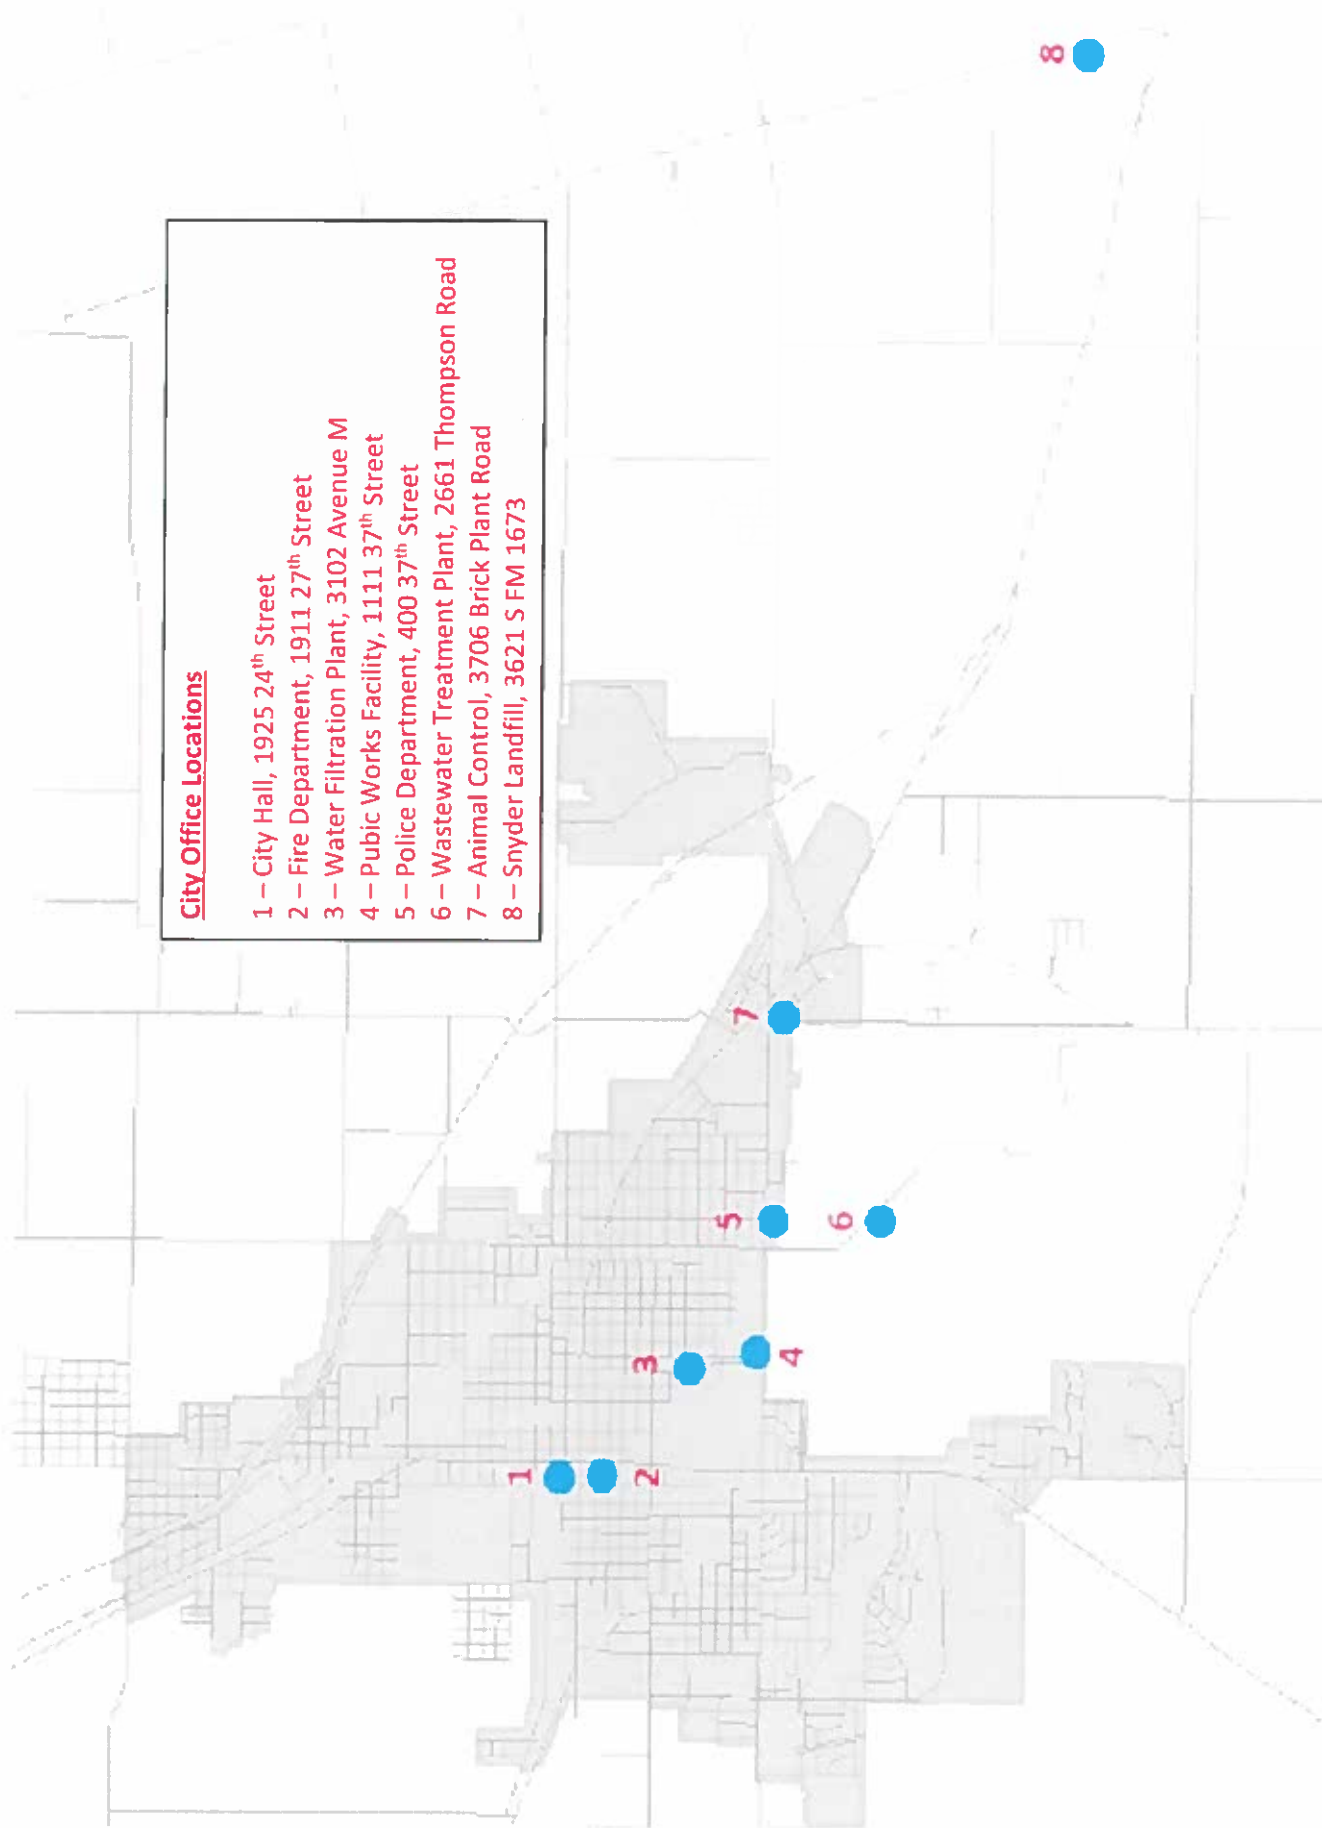 City Office Locations
1 – City Hall, 1925 24th Street
2 – Fire Department, 1911 27th Street
3 – Water Filtration Plant, 3102 Avenue M
4 – Pubic Works Facility, 1111 37th Street
5 – Police Department, 400 37th Street
6 – Wastewater Treatment Plant, 2661 Thompson Road
7 – Animal Control, 3706 Brick Plant Road
8 – Snyder Landfill, 3621 S FM 1673
1
2
3
4
5
6
7
8